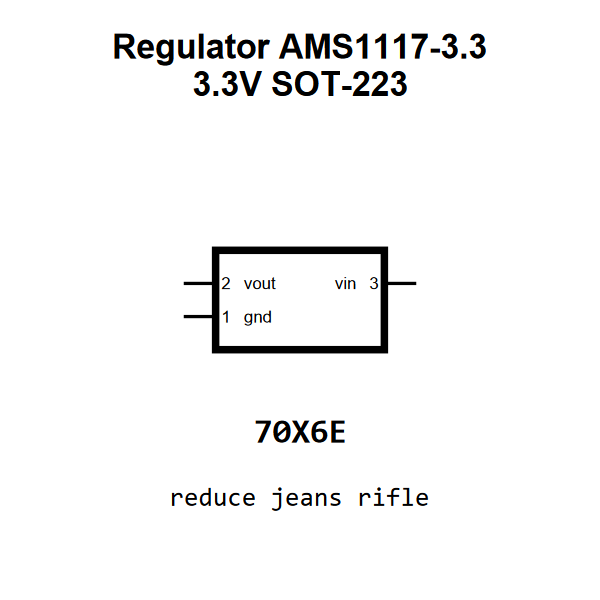 Regulator AMS1117-3.3
3.3V SOT-223
2 vout vin 3
1 gnd
70X6E
reduce jeans rifle